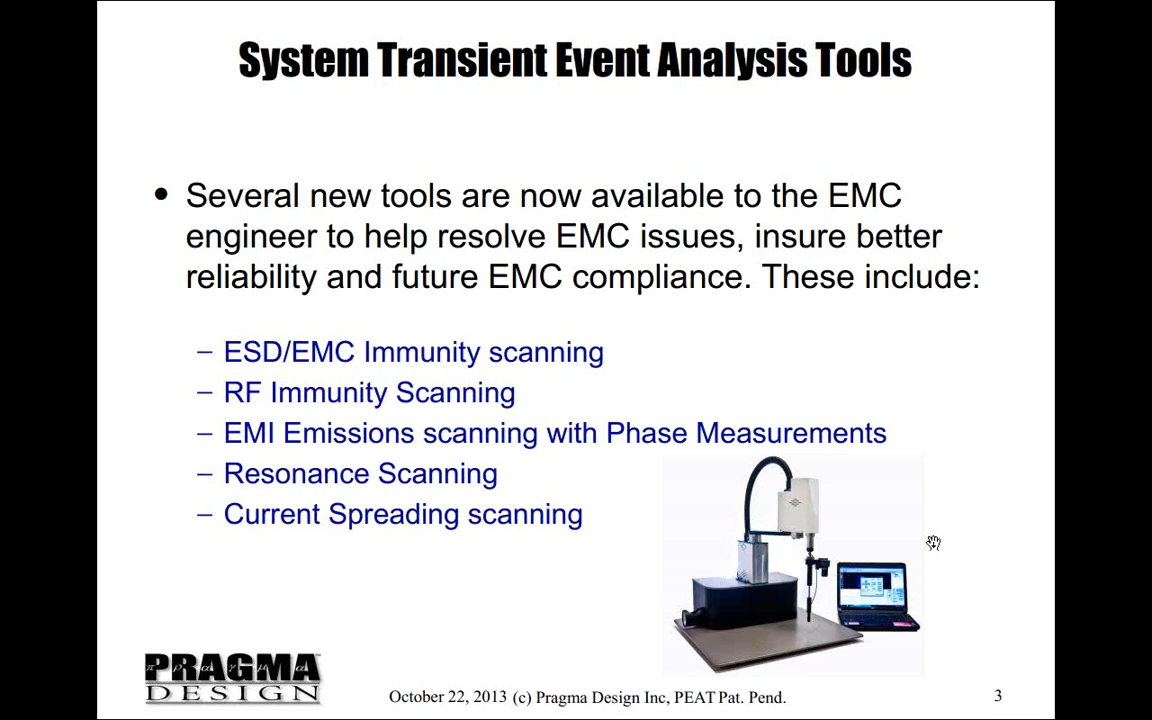 System Transient Event Analysis Tools
• Several new tools are now available to the EMC
engineer to help resolve EMC issues, insure better
reliability and future EMC compliance. These include:
– ESD/EMC Immunity scanning
– RF Immunity Scanning
– EMI Emissions scanning with Phase Measurements
– Resonance Scanning
– Current Spreading scanning
PRAGMA
DESIGN
October 22, 2013 (c) Pragma Design Inc, PEAT Pat. Pend.
3